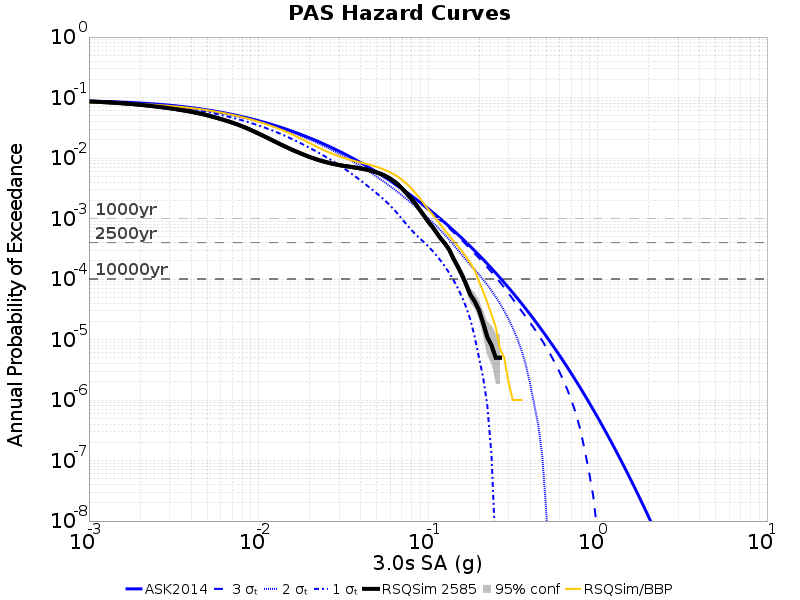 PAS Hazard Curves
Annual Probability of Exceedance
10^0
10^-1
10^-2
10^-3
10^-4
10^-5
10^-6
10^-7
10^-8
1000yr
2500yr
10000yr
10^-3 10^-2 10^-1 10^0 10^1
3.0s SA (g)
ASK2014 3 σₜ 2 σₜ 1 σₜ RSQSim 2585 95% conf RSQSim/BBP